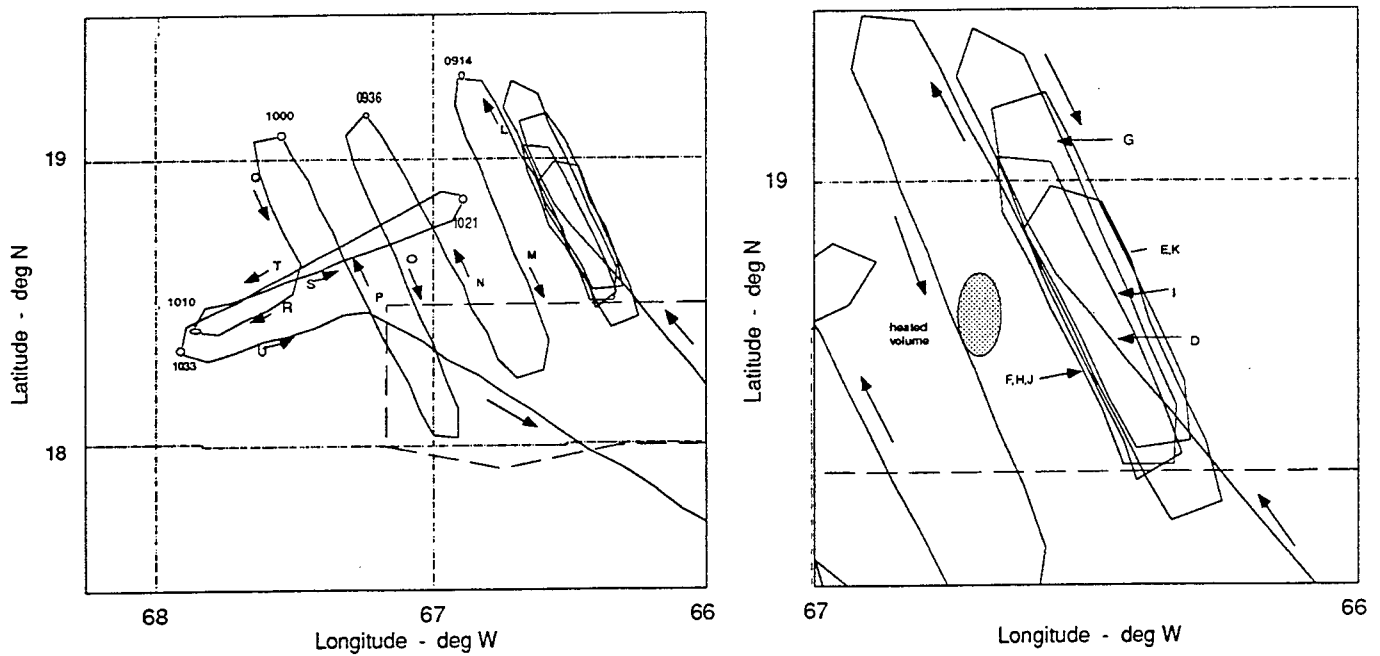 0914
0936
1000
L
19
Q
1021
T
S
P
O
N
M
1010
R
U
1033
18
68
67
66
Latitude - deg N
Longitude - deg W
G
19
E,K
I
heated
volume
D
F,H,J
67
66
Latitude - deg N
Longitude - deg W